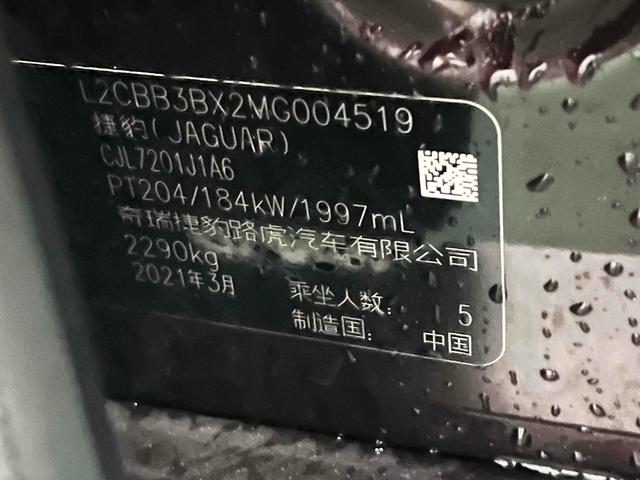 L2CBB3BX2MG004519
捷豹(JAGUAR)
CJL7201J1A6
PT204/184kW/1997mL
奇瑞捷豹路虎汽车有限公司
2290kg
2021年3月
乘坐人数: 5
制造国: 中国